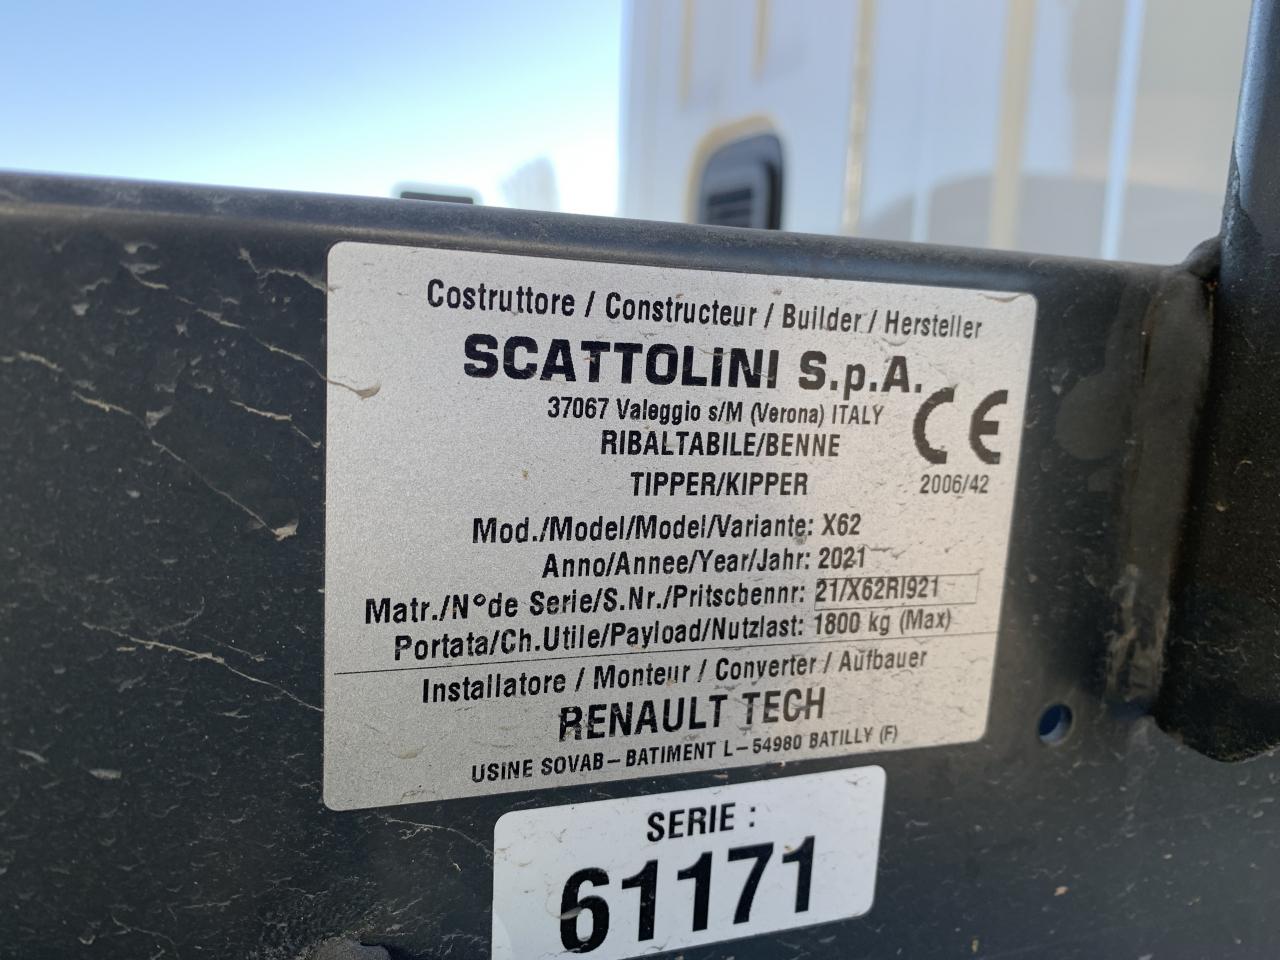 Costruttore / Constructeur / Builder / Hersteller
SCATTOLINI S.p.A.
37067 Valeggio s/M (Verona) ITALY
RIBALTABILE/BENNE
CE
TIPPER/KIPPER
2006/42
Mod./Model/Model/Variante: X62
Anno/Annee/Year/Jahr: 2021
Matr./N°de Serie/S.Nr./Pritschennr: 21/X62RI921
Portata/Ch.Utile/Payload/Nutzlast: 1800 kg (Max)
Installatore / Monteur / Converter / Aufbauer
RENAULT TECH
USINE SOVAB - BATIMENT L - 54980 BATILLY (F)
SERIE :
61171